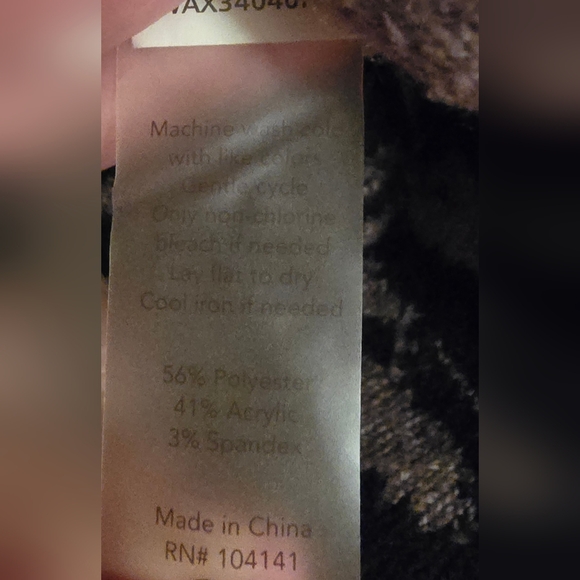 Machine wash cold
with like colors
Gentle cycle
Only non-chlorine
bleach if needed
Lay flat to dry
Cool iron if needed
56% Polyester
41% Acrylic
3% Spandex
Made in China
RN# 104141